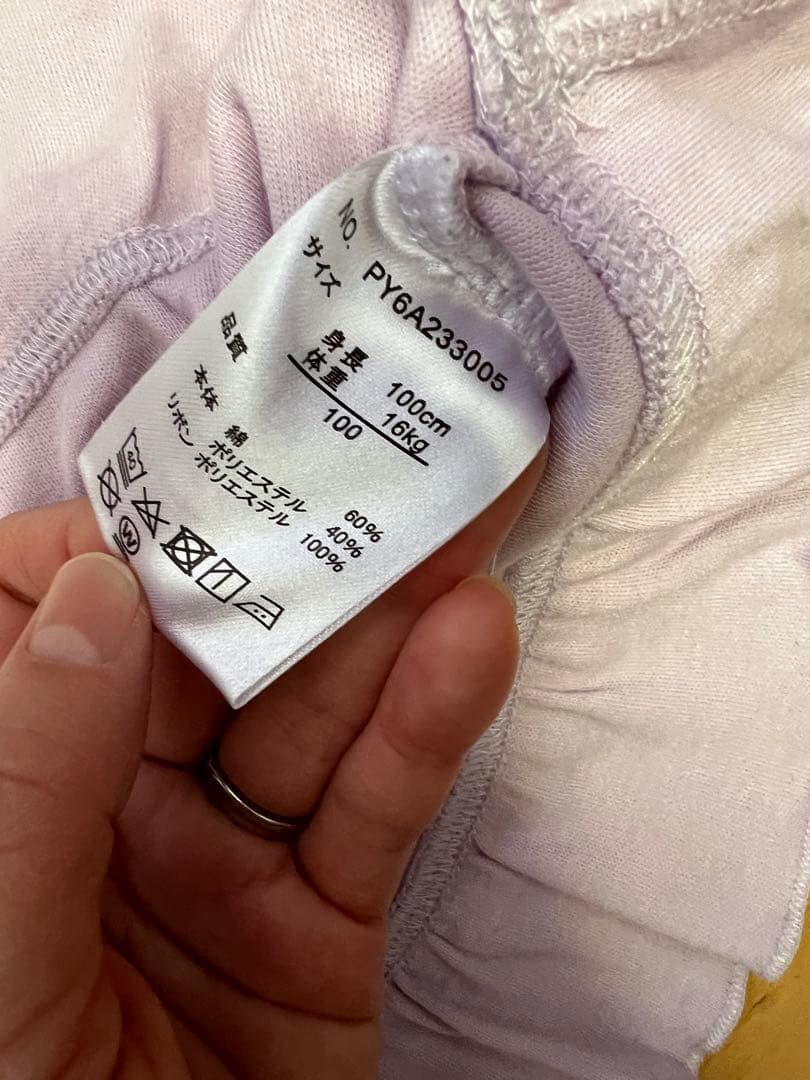 NO. PY6A233005
サイズ
身長 100cm
体重 16kg
100
品質
本体 綿 60%
ポリエステル 40%
リボン ポリエステル 100%